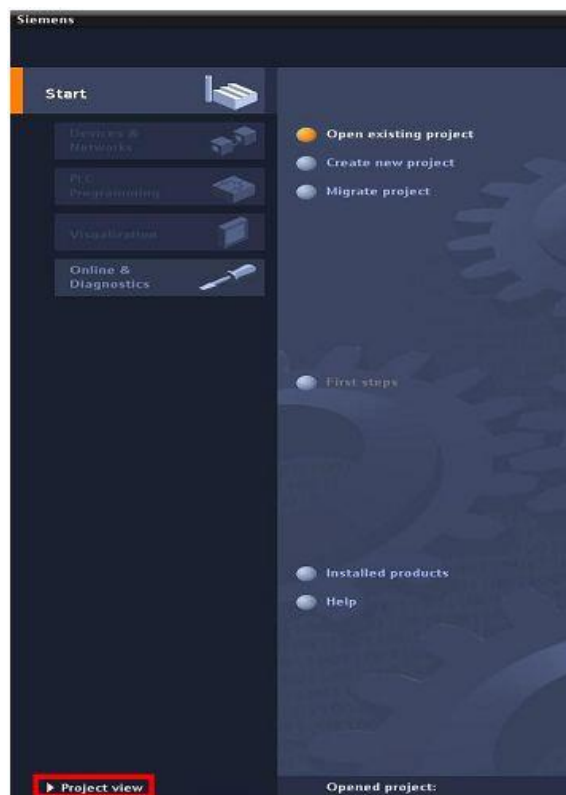 Siemens
Start
Devices &
Networks
PLC
Programming
Visualization
Online &
Diagnostics
Open existing project
Create new project
Migrate project
First steps
Installed products
Help
Project view
Opened project: